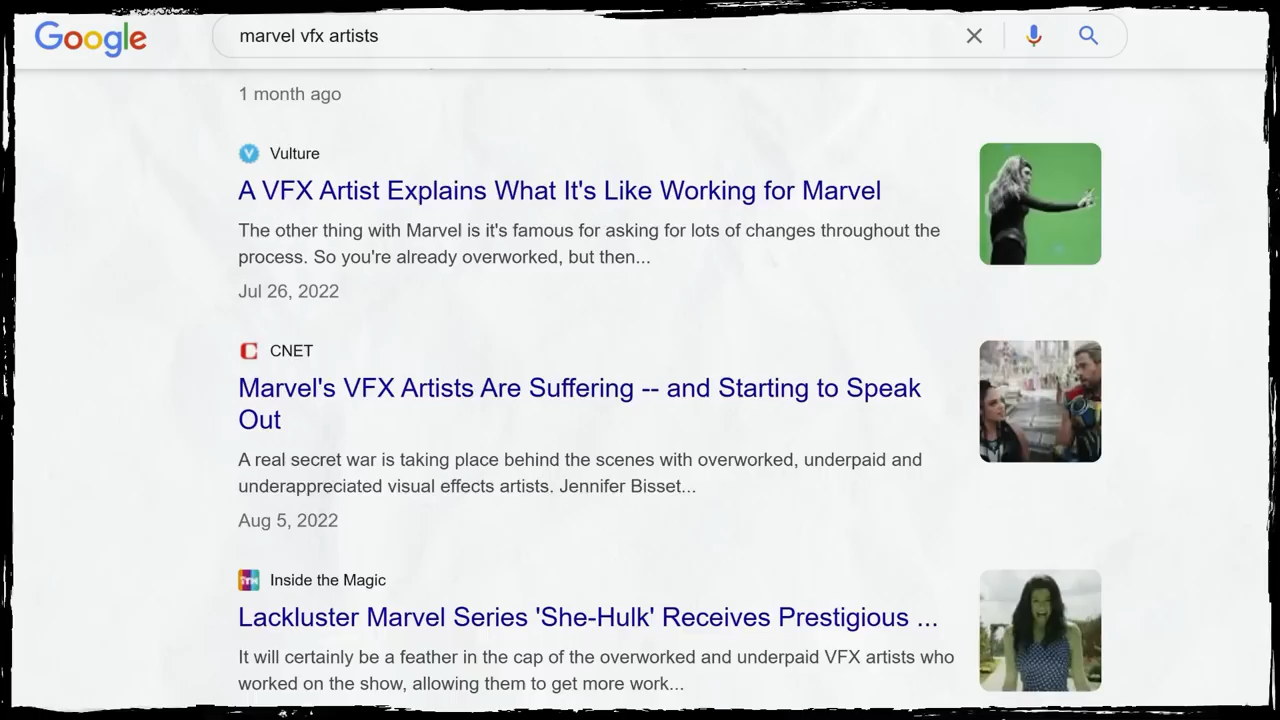 Google
marvel vfx artists
1 month ago
Vulture
A VFX Artist Explains What It's Like Working for Marvel
The other thing with Marvel is it's famous for asking for lots of changes throughout the
process. So you're already overworked, but then...
Jul 26, 2022
CNET
Marvel's VFX Artists Are Suffering -- and Starting to Speak
Out
A real secret war is taking place behind the scenes with overworked, underpaid and
underappreciated visual effects artists. Jennifer Bisset...
Aug 5, 2022
Inside the Magic
Lackluster Marvel Series 'She-Hulk' Receives Prestigious ...
It will certainly be a feather in the cap of the overworked and underpaid VFX artists who
worked on the show, allowing them to get more work...